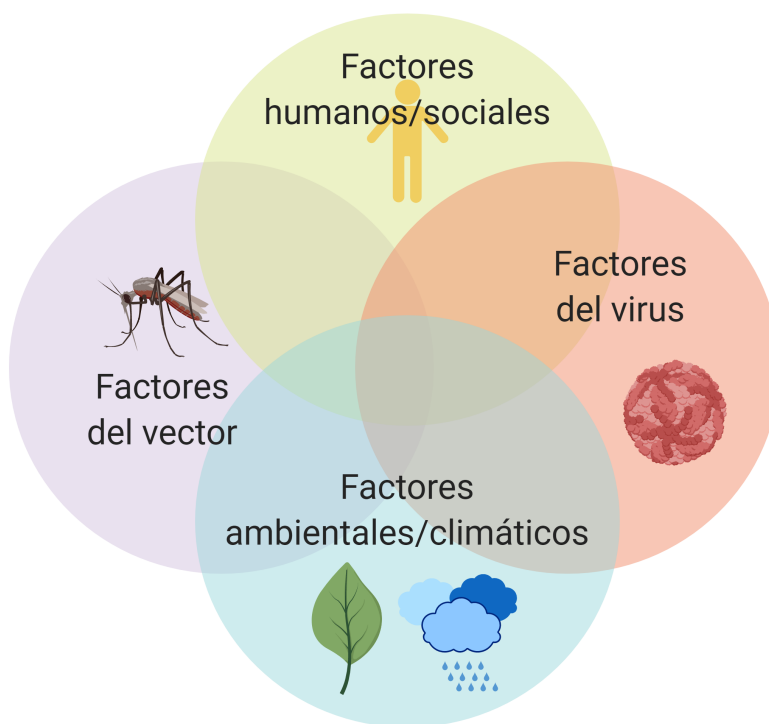 Factores
humanos/sociales
Factores
del virus
Factores
del vector
Factores
ambientales/climáticos